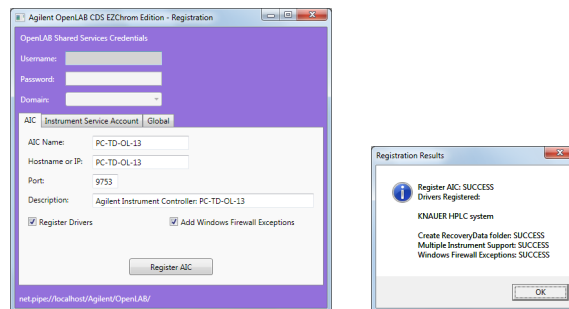 Agilent OpenLAB CDS EZChrom Edition - Registration
OpenLAB Shared Services Credentials
Username:
Password:
Domain:
AIC Instrument Service Account Global
AIC Name: PC-TD-OL-13
Hostname or IP: PC-TD-OL-13
Port: 9753
Description: Agilent Instrument Controller: PC-TD-OL-13
Register Drivers Add Windows Firewall Exceptions
Register AIC
net.pipe://localhost/Agilent/OpenLAB/
Registration Results
Register AIC: SUCCESS
Drivers Registered:
KNAUER HPLC system
Create RecoveryData folder: SUCCESS
Multiple Instrument Support: SUCCESS
Windows Firewall Exceptions: SUCCESS
OK